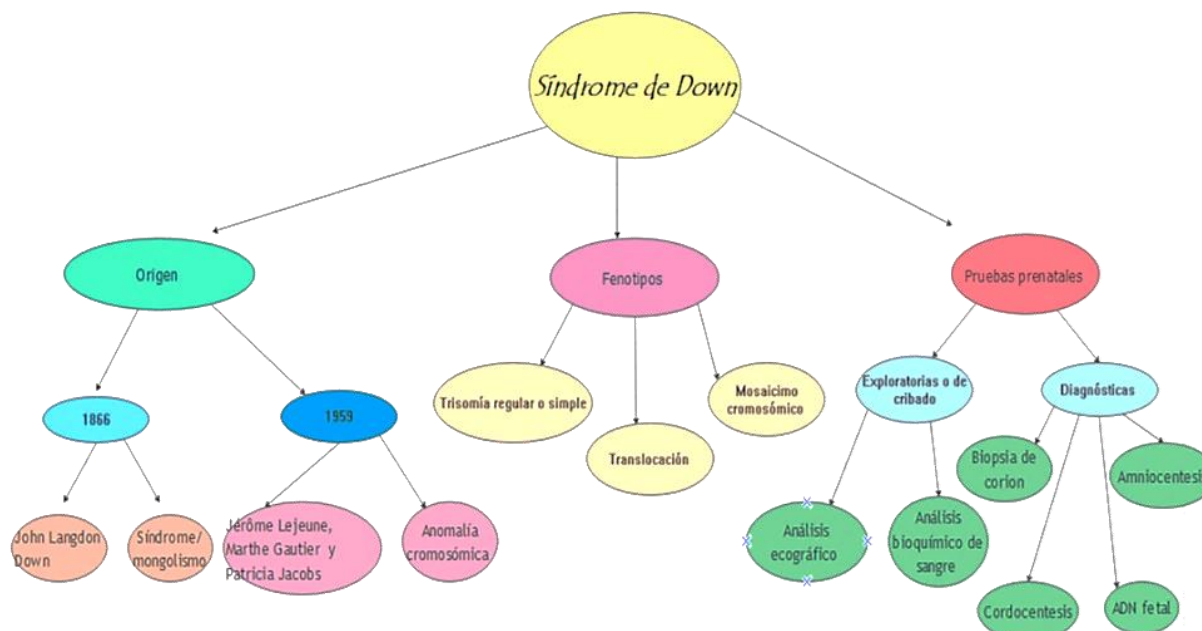 Síndrome de Down
Origen
Fenotipos
Pruebas prenatales
1866
1959
Trisomía regular o simple
Translocación
Mosaicimo
cromosómico
Exploratorias o de
cribado
Diagnósticas
John Langdon
Down
Síndrome/
mongolismo
Jérôme Lejeune,
Marthe Gautier y
Patricia Jacobs
Anomalía
cromosómica
Análisis
ecográfico
Análisis
bioquímico de
sangre
Biopsia de
corion
Amniocentesis
Cordocentesis
ADN fetal